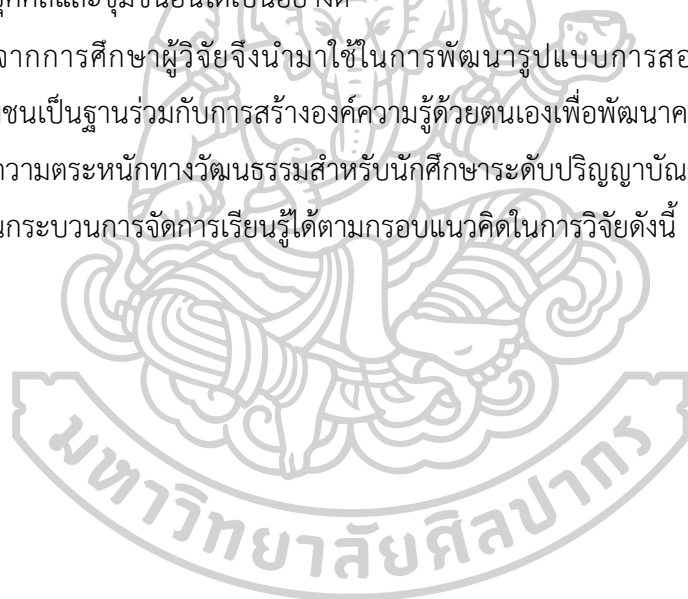 และชุมชนอื่นได้เป็นอย่างดี
จากการศึกษาผู้วิจัยจึงนำมาใช้ในการพัฒนารูปแบบการสอ
ชนเป็นฐานร่วมกับการสร้างองค์ความรู้ด้วยตนเองเพื่อพัฒนาค
วามตระหนักทางวัฒนธรรมสำหรับนักศึกษาระดับปริญญาบัณ
กระบวนการจัดการเรียนรู้ได้ตามกรอบแนวคิดในการวิจัยดังนี้
มหาวิทยาลัยศิลปากร